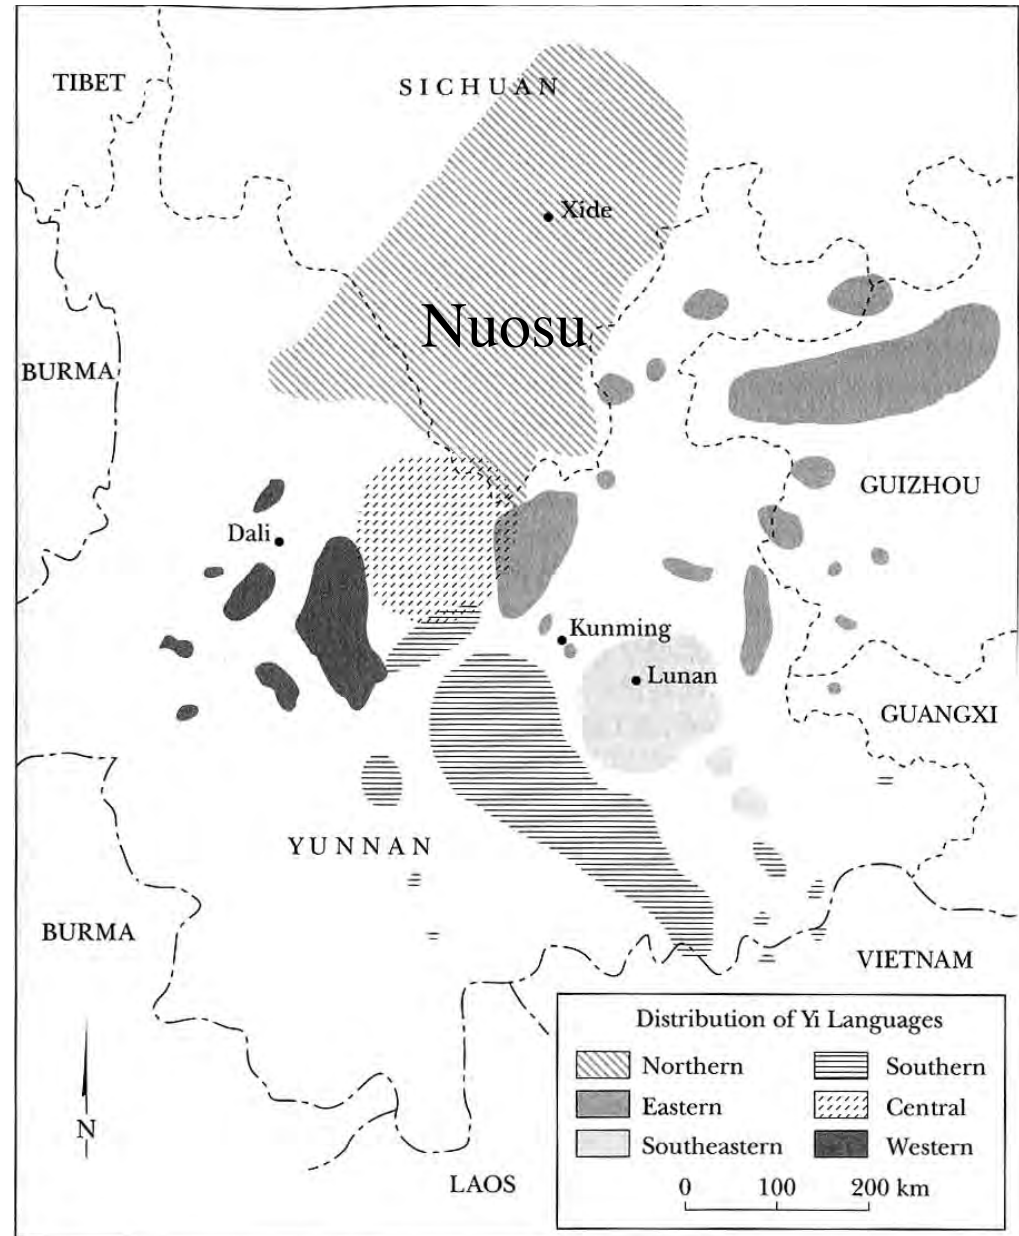 TIBET
SICHUAN
Xide
Nuosu
BURMA
GUIZHOU
Dali
Kunming
Lunan
GUANGXI
YUNNAN
BURMA
VIETNAM
N
LAOS
Distribution of Yi Languages
Northern
Southern
Eastern
Central
Southeastern
Western
0 100 200 km